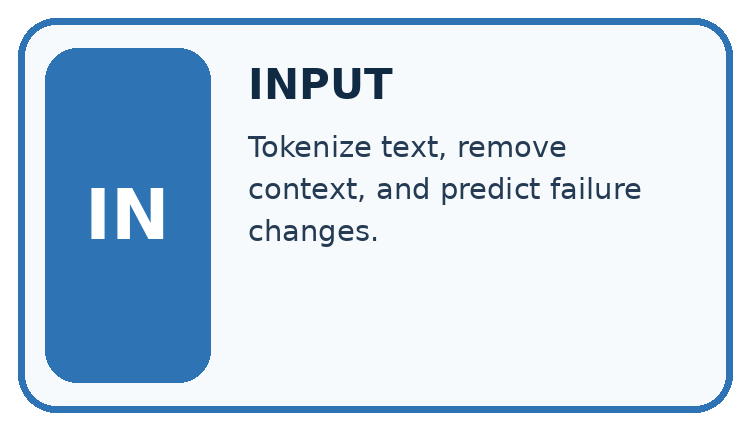 IN
INPUT
Tokenize text, remove
context, and predict failure
changes.